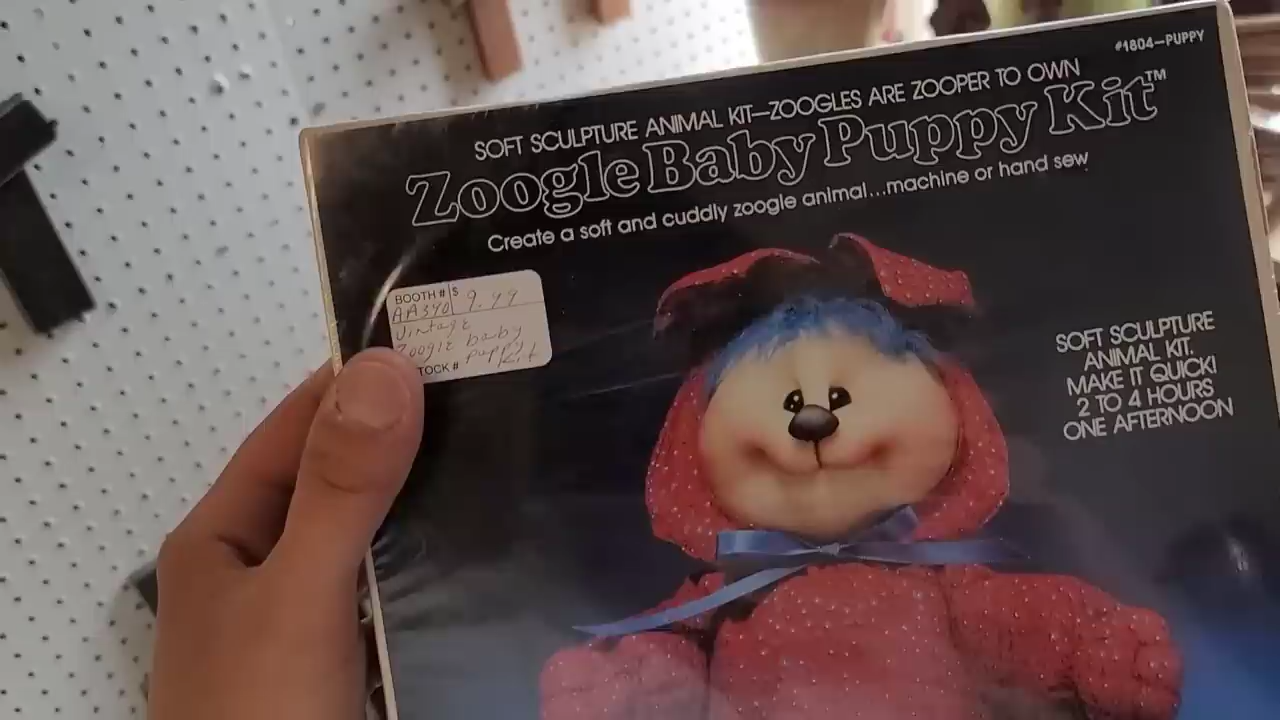 #1804—PUPPY
SOFT SCULPTURE ANIMAL KIT—ZOOGLES ARE ZOOPER TO OWN
Zoogle Baby Puppy Kit™
Create a soft and cuddly zoogle animal...machine or hand sew
BOOTH # $
AA340 9.99
Vintage
Zoogie baby
puppy
Kit
TOCK #
SOFT SCULPTURE
ANIMAL KIT.
MAKE IT QUICK!
2 TO 4 HOURS
ONE AFTERNOON